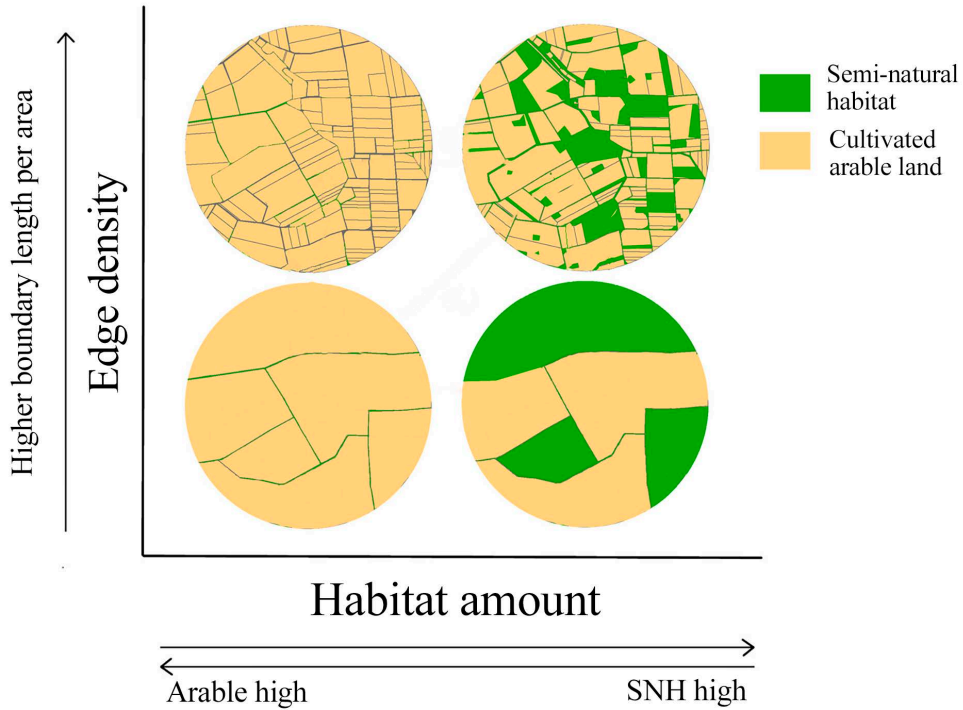 Higher boundary length per area
Edge density
Semi-natural
habitat
Cultivated
arable land
Habitat amount
Arable high
SNH high